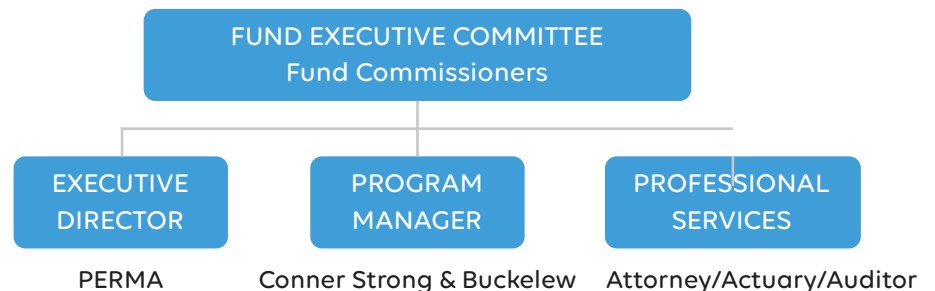 FUND EXECUTIVE COMMITTEE
Fund Commissioners
EXECUTIVE
DIRECTOR
PROGRAM
MANAGER
PROFESSIONAL
SERVICES
PERMA
Conner Strong & Buckelew
Attorney/Actuary/Auditor